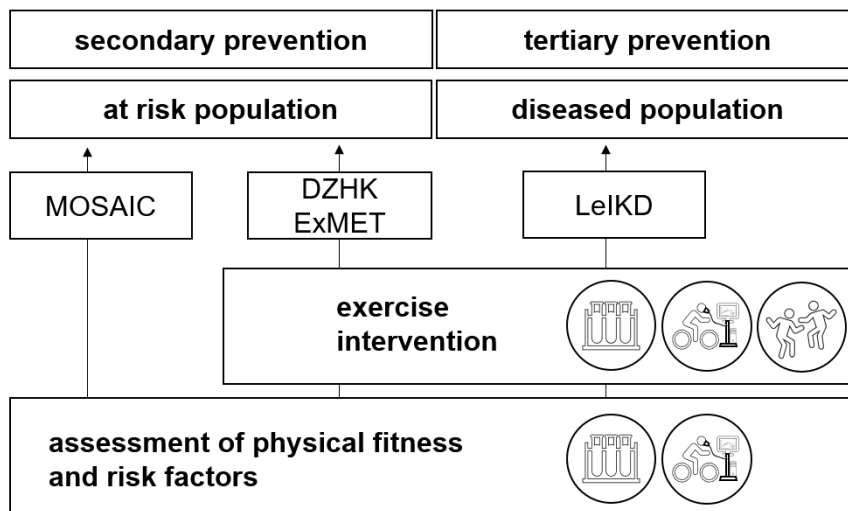 secondary prevention
tertiary prevention
at risk population
diseased population
MOSAIC
DZHK
ExMET
LeIKD
exercise
intervention
assessment of physical fitness
and risk factors